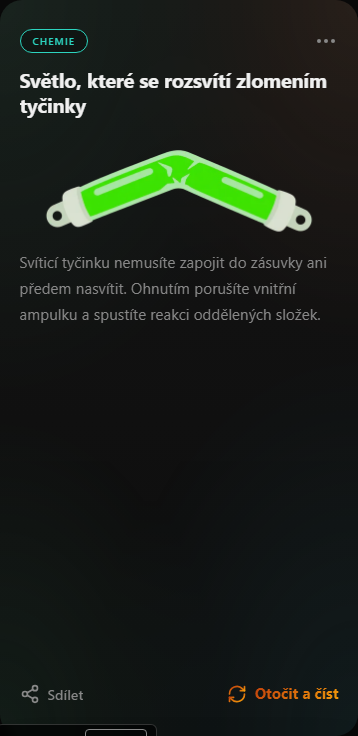 CHEMIE
Světlo, které se rozsvítí zlomením
tyčinky
Svíticí tyčinku nemusíte zapojit do zásuvky ani
předem nasvítit. Ohnutím porušíte vnitřní
ampulku a spustíte reakci oddělených složek.
Sdílet
Otočit a číst